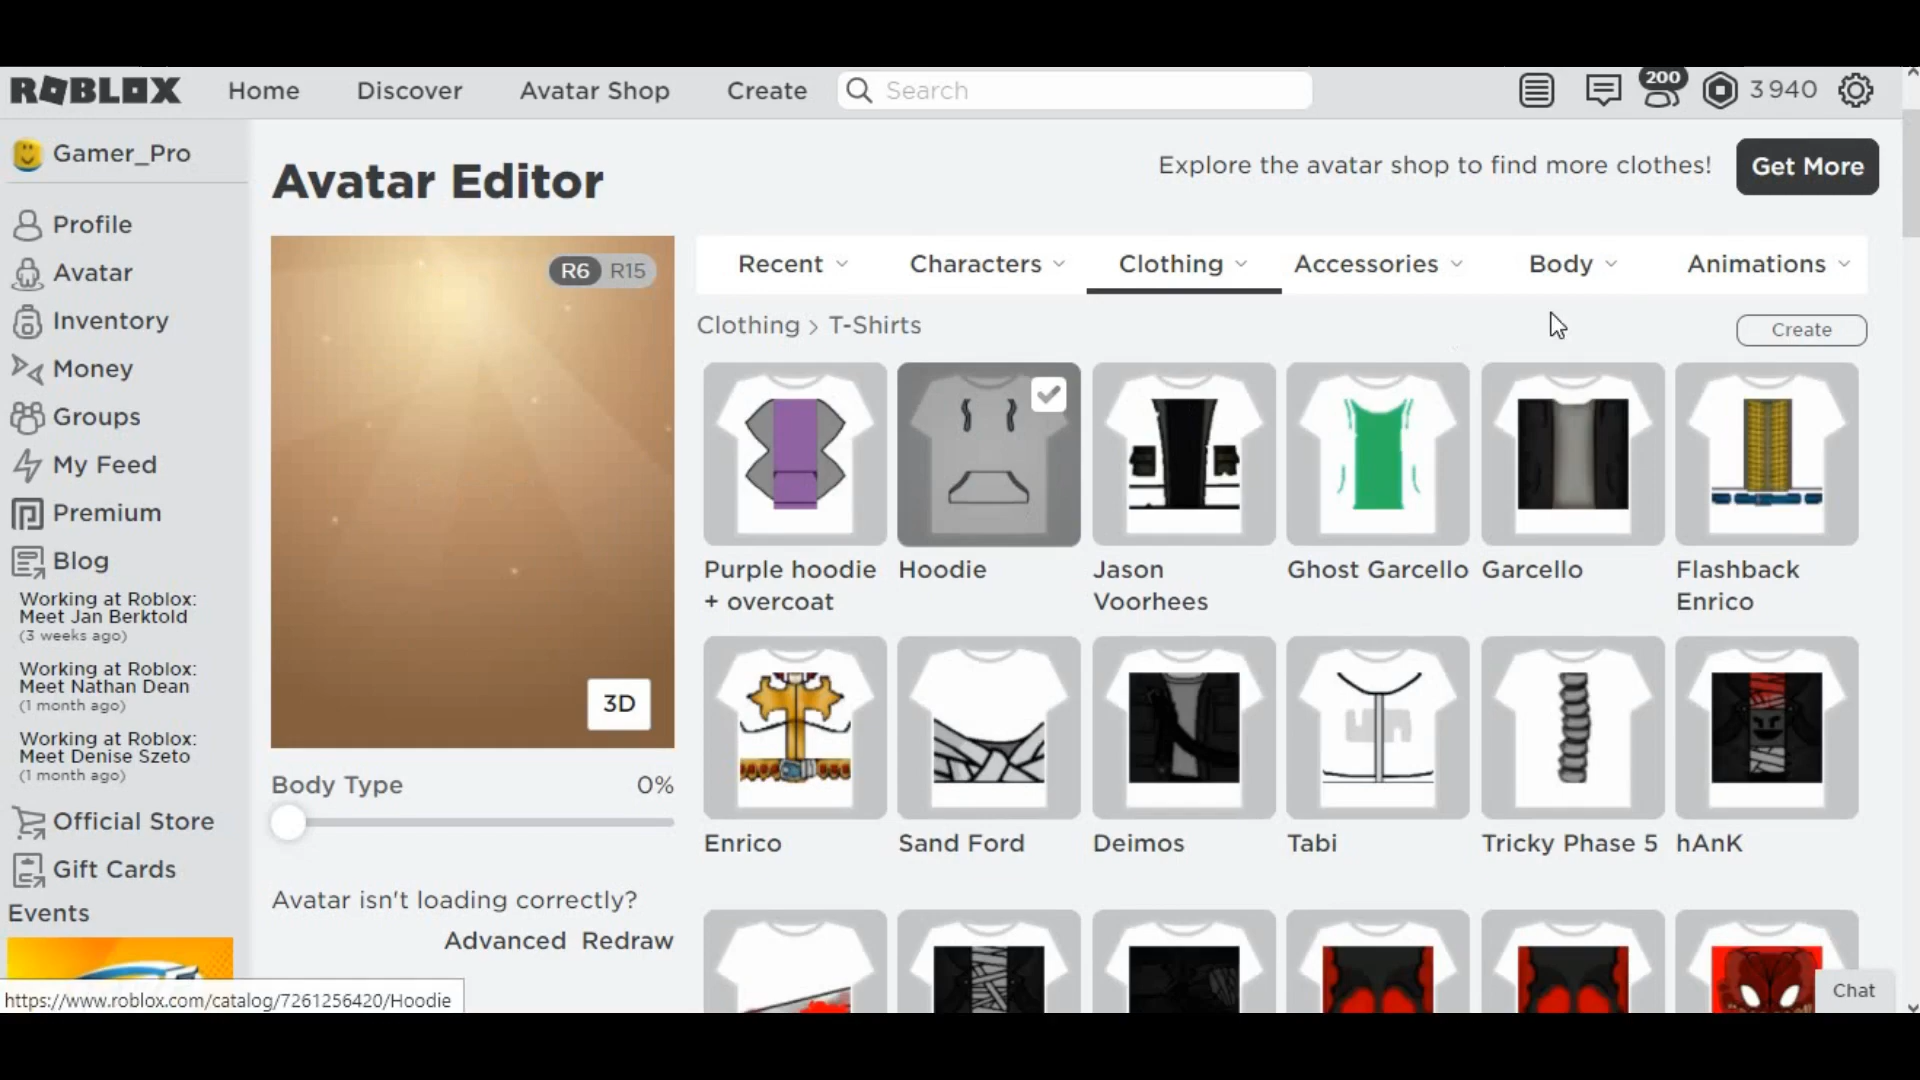 ROBLOX
Home
Discover
Avatar Shop
Create
Search
200
3 940
Gamer_Pro
Profile
Avatar
Inventory
Money
Groups
My Feed
Premium
Blog
Working at Roblox:
Meet Jan Berktold
(3 weeks ago)
Working at Roblox:
Meet Nathan Dean
(1 month ago)
Working at Roblox:
Meet Denise Szeto
(1 month ago)
Official Store
Gift Cards
Events
https://www.roblox.com/catalog/7261256420/Hoodie
Avatar Editor
Explore the avatar shop to find more clothes!
Get More
R6 R15
3D
Body Type
0%
Avatar isn't loading correctly?
Advanced
Redraw
Recent
Characters
Clothing
Accessories
Body
Animations
Clothing > T-Shirts
Create
Purple hoodie
+ overcoat
Hoodie
Jason
Voorhees
Ghost Garcello
Garcello
Flashback
Enrico
Enrico
Sand Ford
Deimos
Tabi
Tricky Phase 5
hAnK
Chat